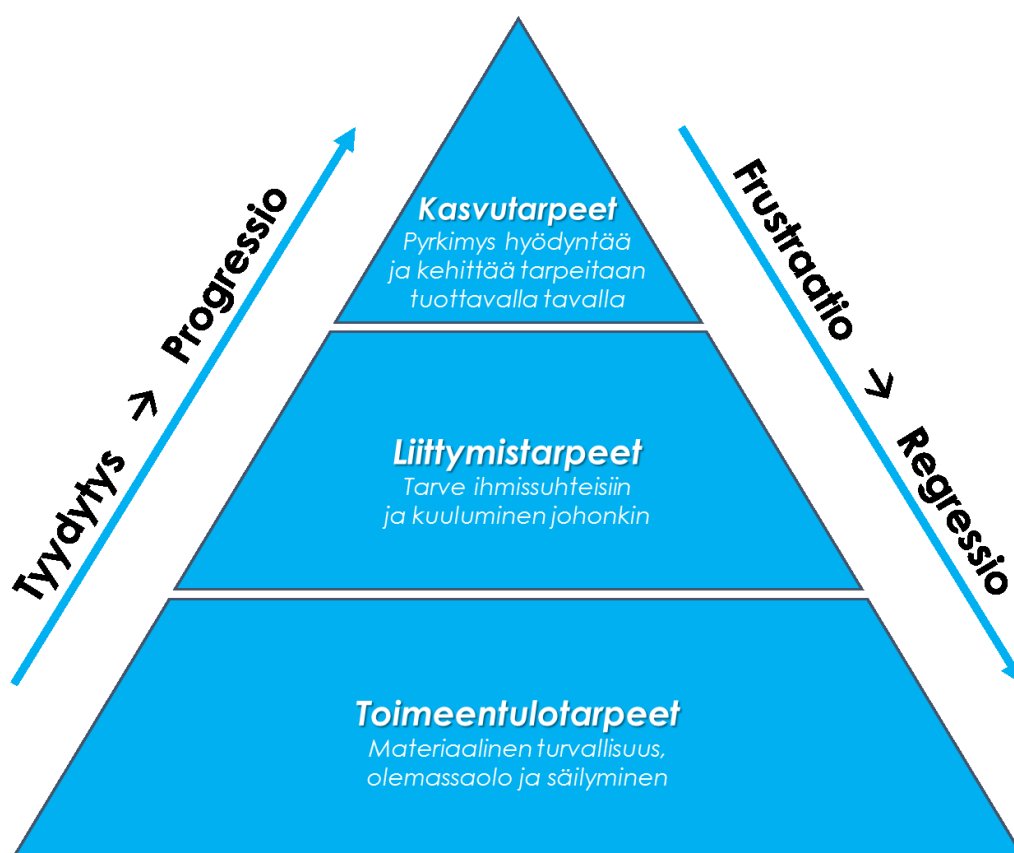 Kasvutarpeet
Pyrkimys hyödyntää
ja kehittää tarpeitaan
tuottavalla tavalla
Liittymistarpeet
Tarve ihmissuhteisiin
ja kuuluminen johonkin
Toimeentulotarpeet
Materiaalinen turvallisuus,
olemassaolo ja säilyminen
Tyydytys → Progressio
Frustraatio → Regressio